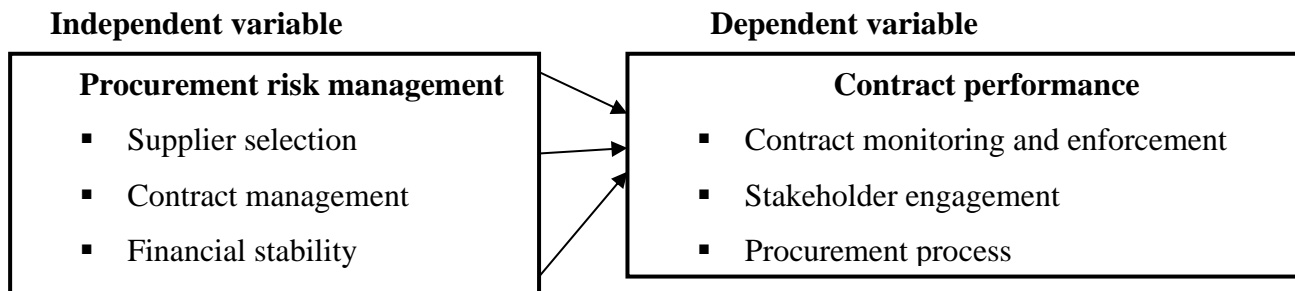 Independent variable
Dependent variable
Procurement risk management
▪ Supplier selection
▪ Contract management
▪ Financial stability
Contract performance
▪ Contract monitoring and enforcement
▪ Stakeholder engagement
▪ Procurement process